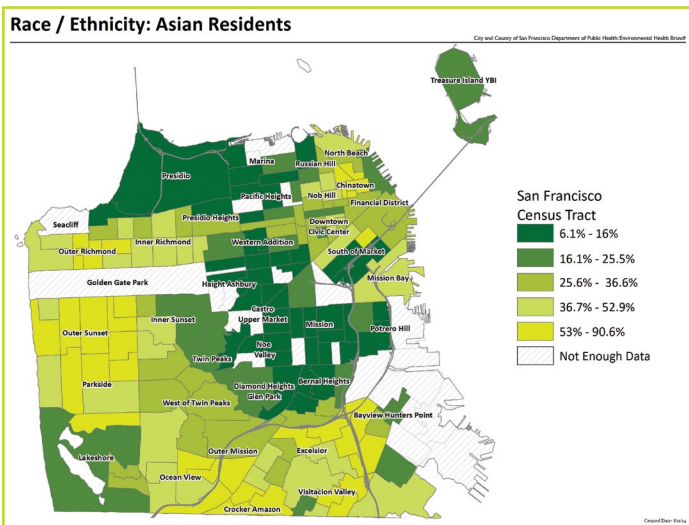 Race / Ethnicity: Asian Residents
City and County of San Francisco Department of Public Health Environmental Health Branch
Treasure Island YBI
North Beach
Marina
Russian Hill
Presidio
Chinatown
Pacific Heights
Nob Hill
Financial District
Presidio Heights
Seacliff
Downtown
Civic Center
Inner Richmond
Western Addition
Outer Richmond
South of Market
Mission Bay
Golden Gate Park
Haight Ashbury
Castro
Upper Market
Inner Sunset
Mission
Potrero Hill
Outer Sunset
Noe
Valley
Twin Peaks
Parkside
Diamond Heights
Glen Park
Bernal Heights
West of Twin Peaks
Bayview Hunters Point
Outer Mission
Excelsior
Lakeshore
Ocean View
Visitacion Valley
Crocker Amazon
San Francisco
Census Tract
6.1% - 16%
16.1% - 25.5%
25.6% - 36.6%
36.7% - 52.9%
53% - 90.6%
Not Enough Data